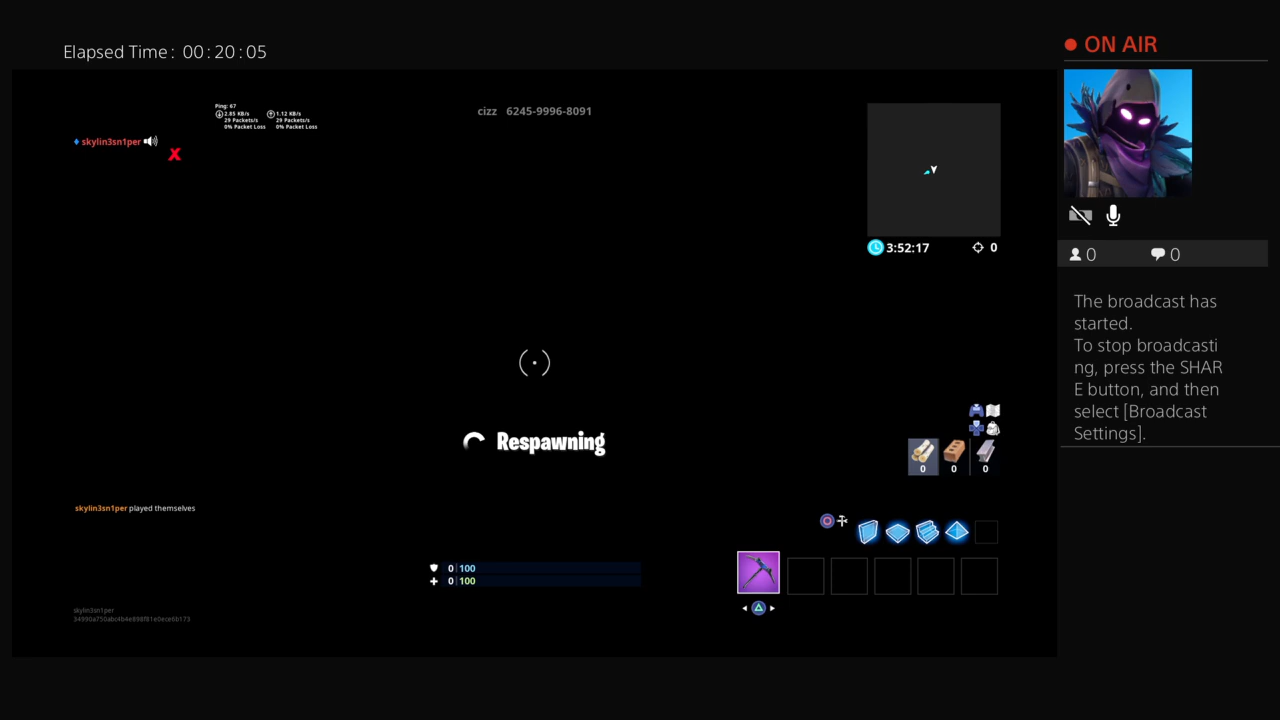 Elapsed Time: 00:20:05
ON AIR
Ping: 67
2.85 KB/s 1.12 KB/s
29 Packets/s 29 Packets/s
0% Packet Loss 0% Packet Loss
cizz 6245-9996-8091
skylin3sn1per
X
3:52:17 0
0 0
The broadcast has
started.
To stop broadcasti
ng, press the SHAR
E button, and then
select [Broadcast
Settings].
Respawning
0 0 0
skylin3sn1per played themselves
0|100
0|100
skylin3sn1per